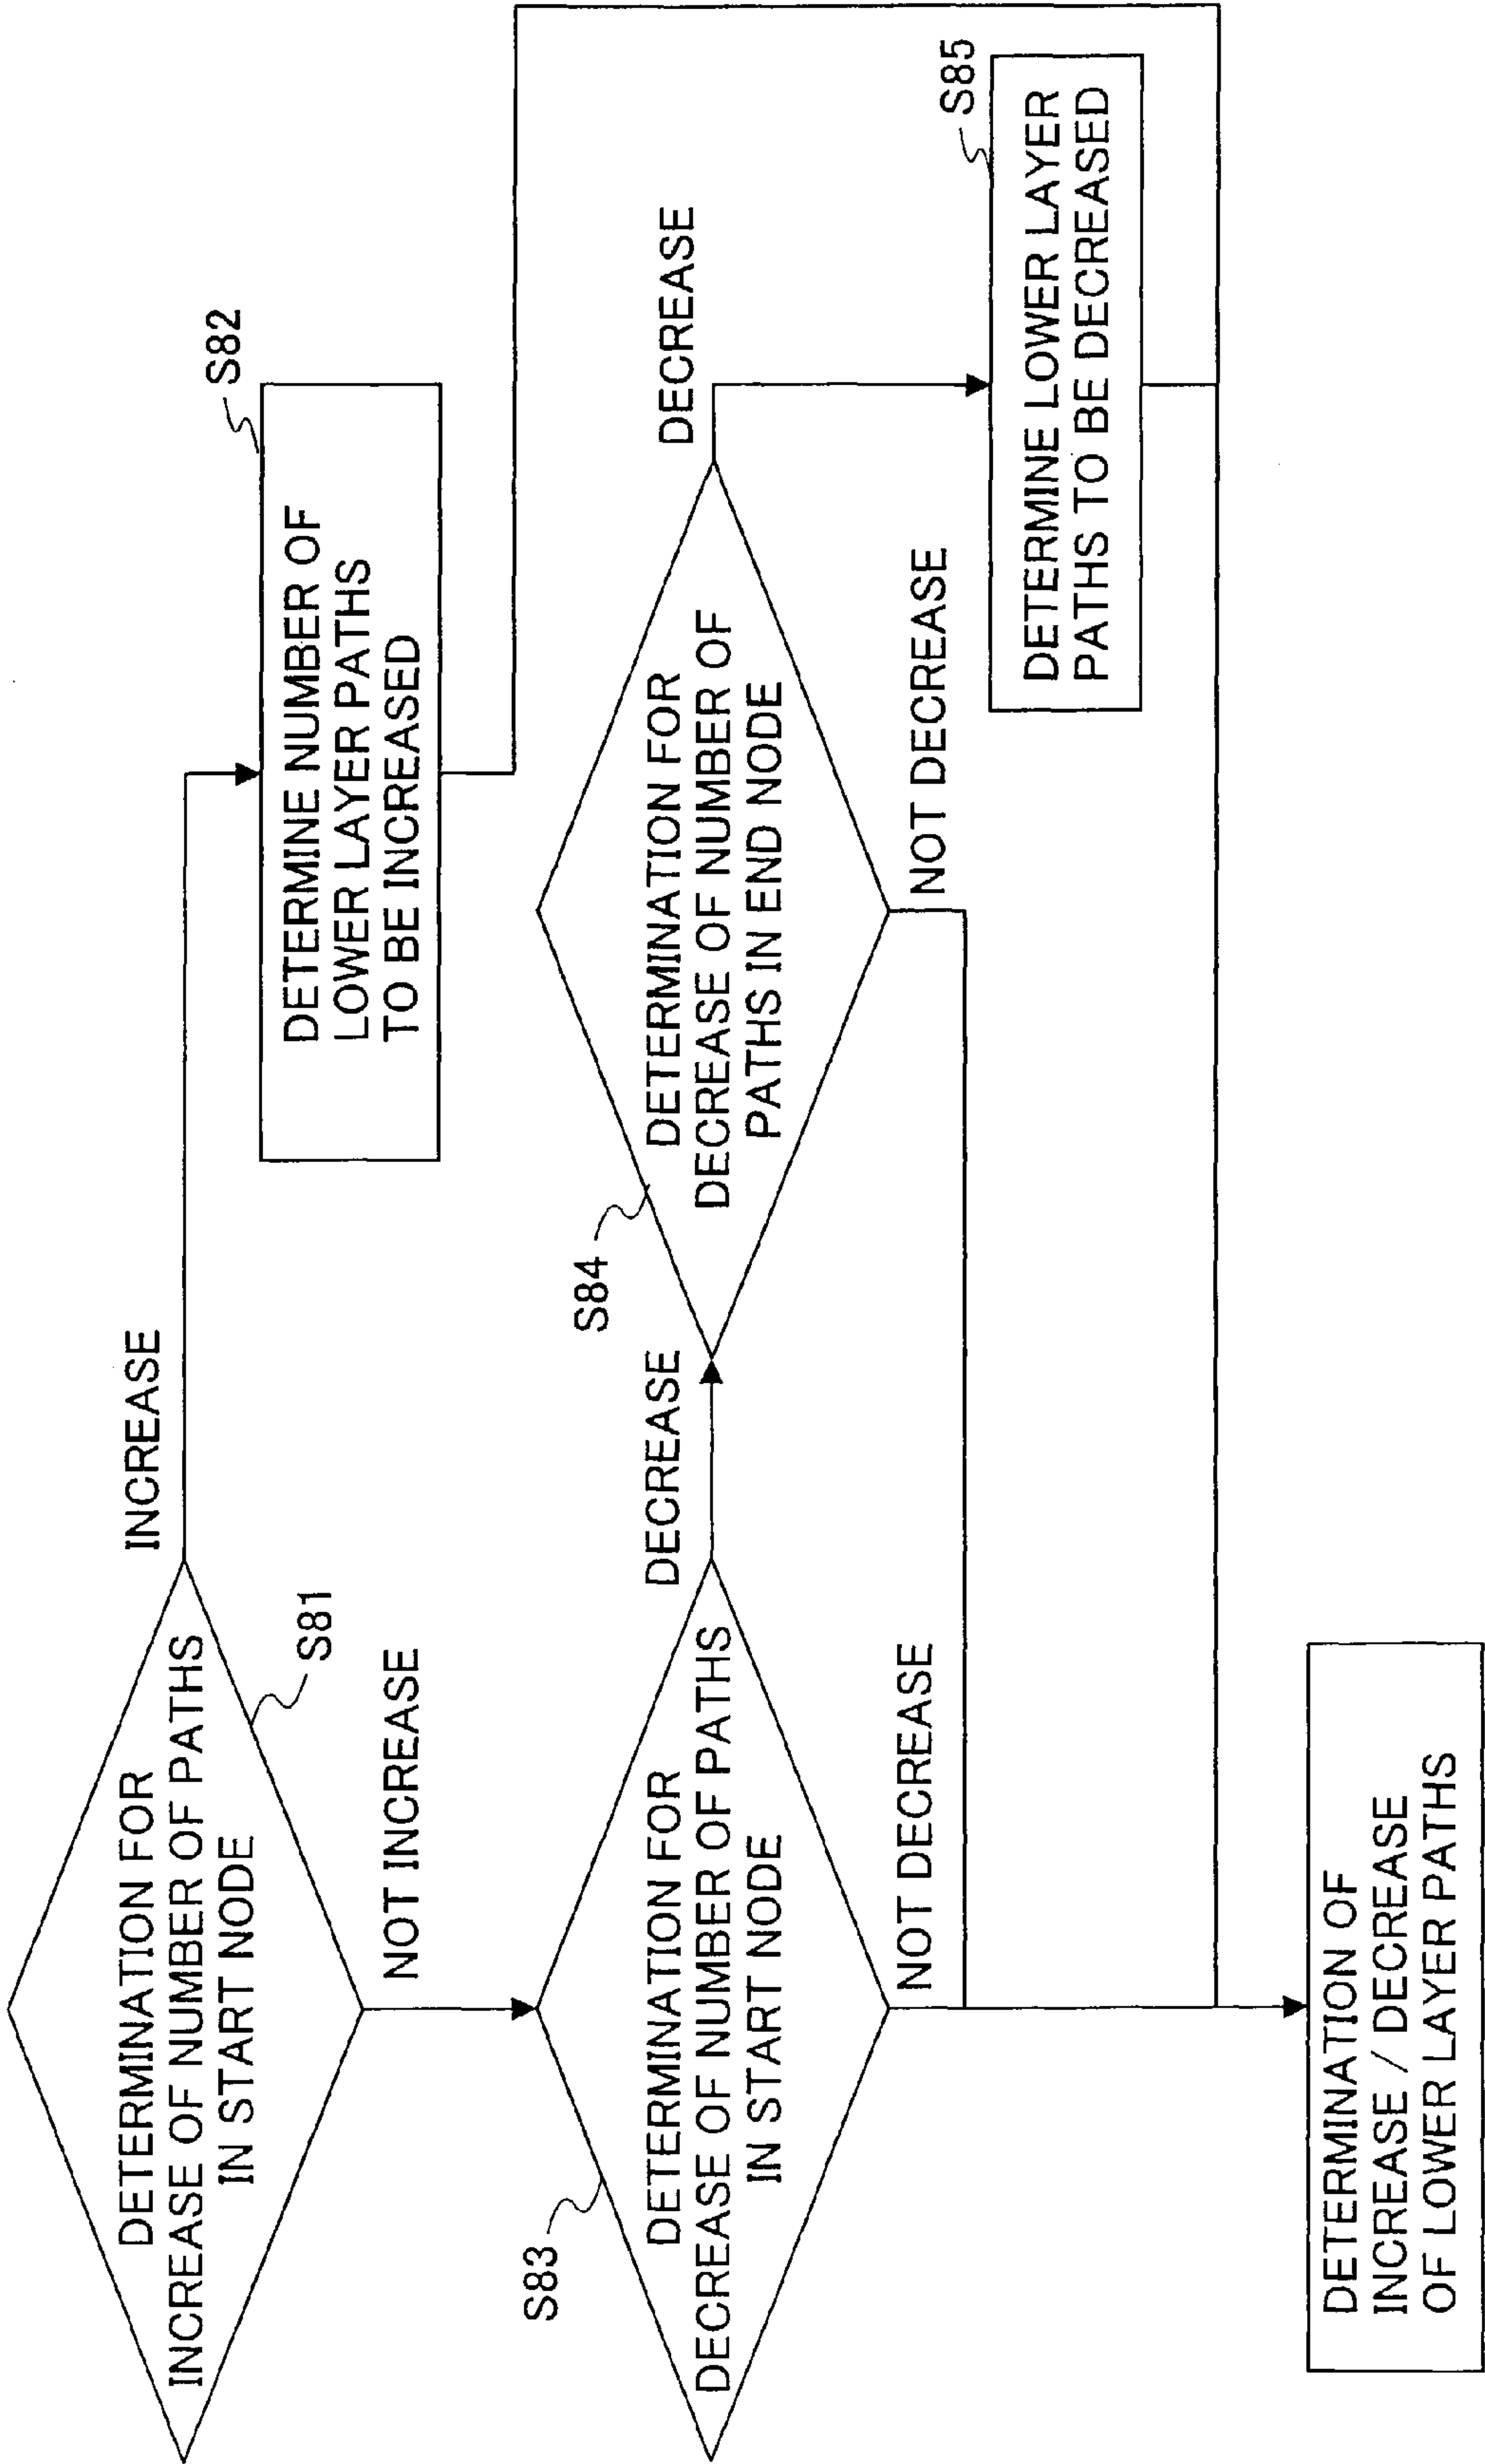 DETERMINATION FOR
INCREASE OF NUMBER OF PATHS
IN START NODE
S81
INCREASE
S82
DETERMINE NUMBER OF
LOWER LAYER PATHS
TO BE INCREASED
NOT INCREASE
S83
DETERMINATION FOR
DECREASE OF NUMBER OF PATHS
IN START NODE
DECREASE
S84
DETERMINATION FOR
DECREASE OF NUMBER OF
PATHS IN END NODE
DECREASE
NOT DECREASE
NOT DECREASE
S85
DETERMINE LOWER LAYER
PATHS TO BE DECREASED
DETERMINATION OF
INCREASE / DECREASE
OF LOWER LAYER PATHS